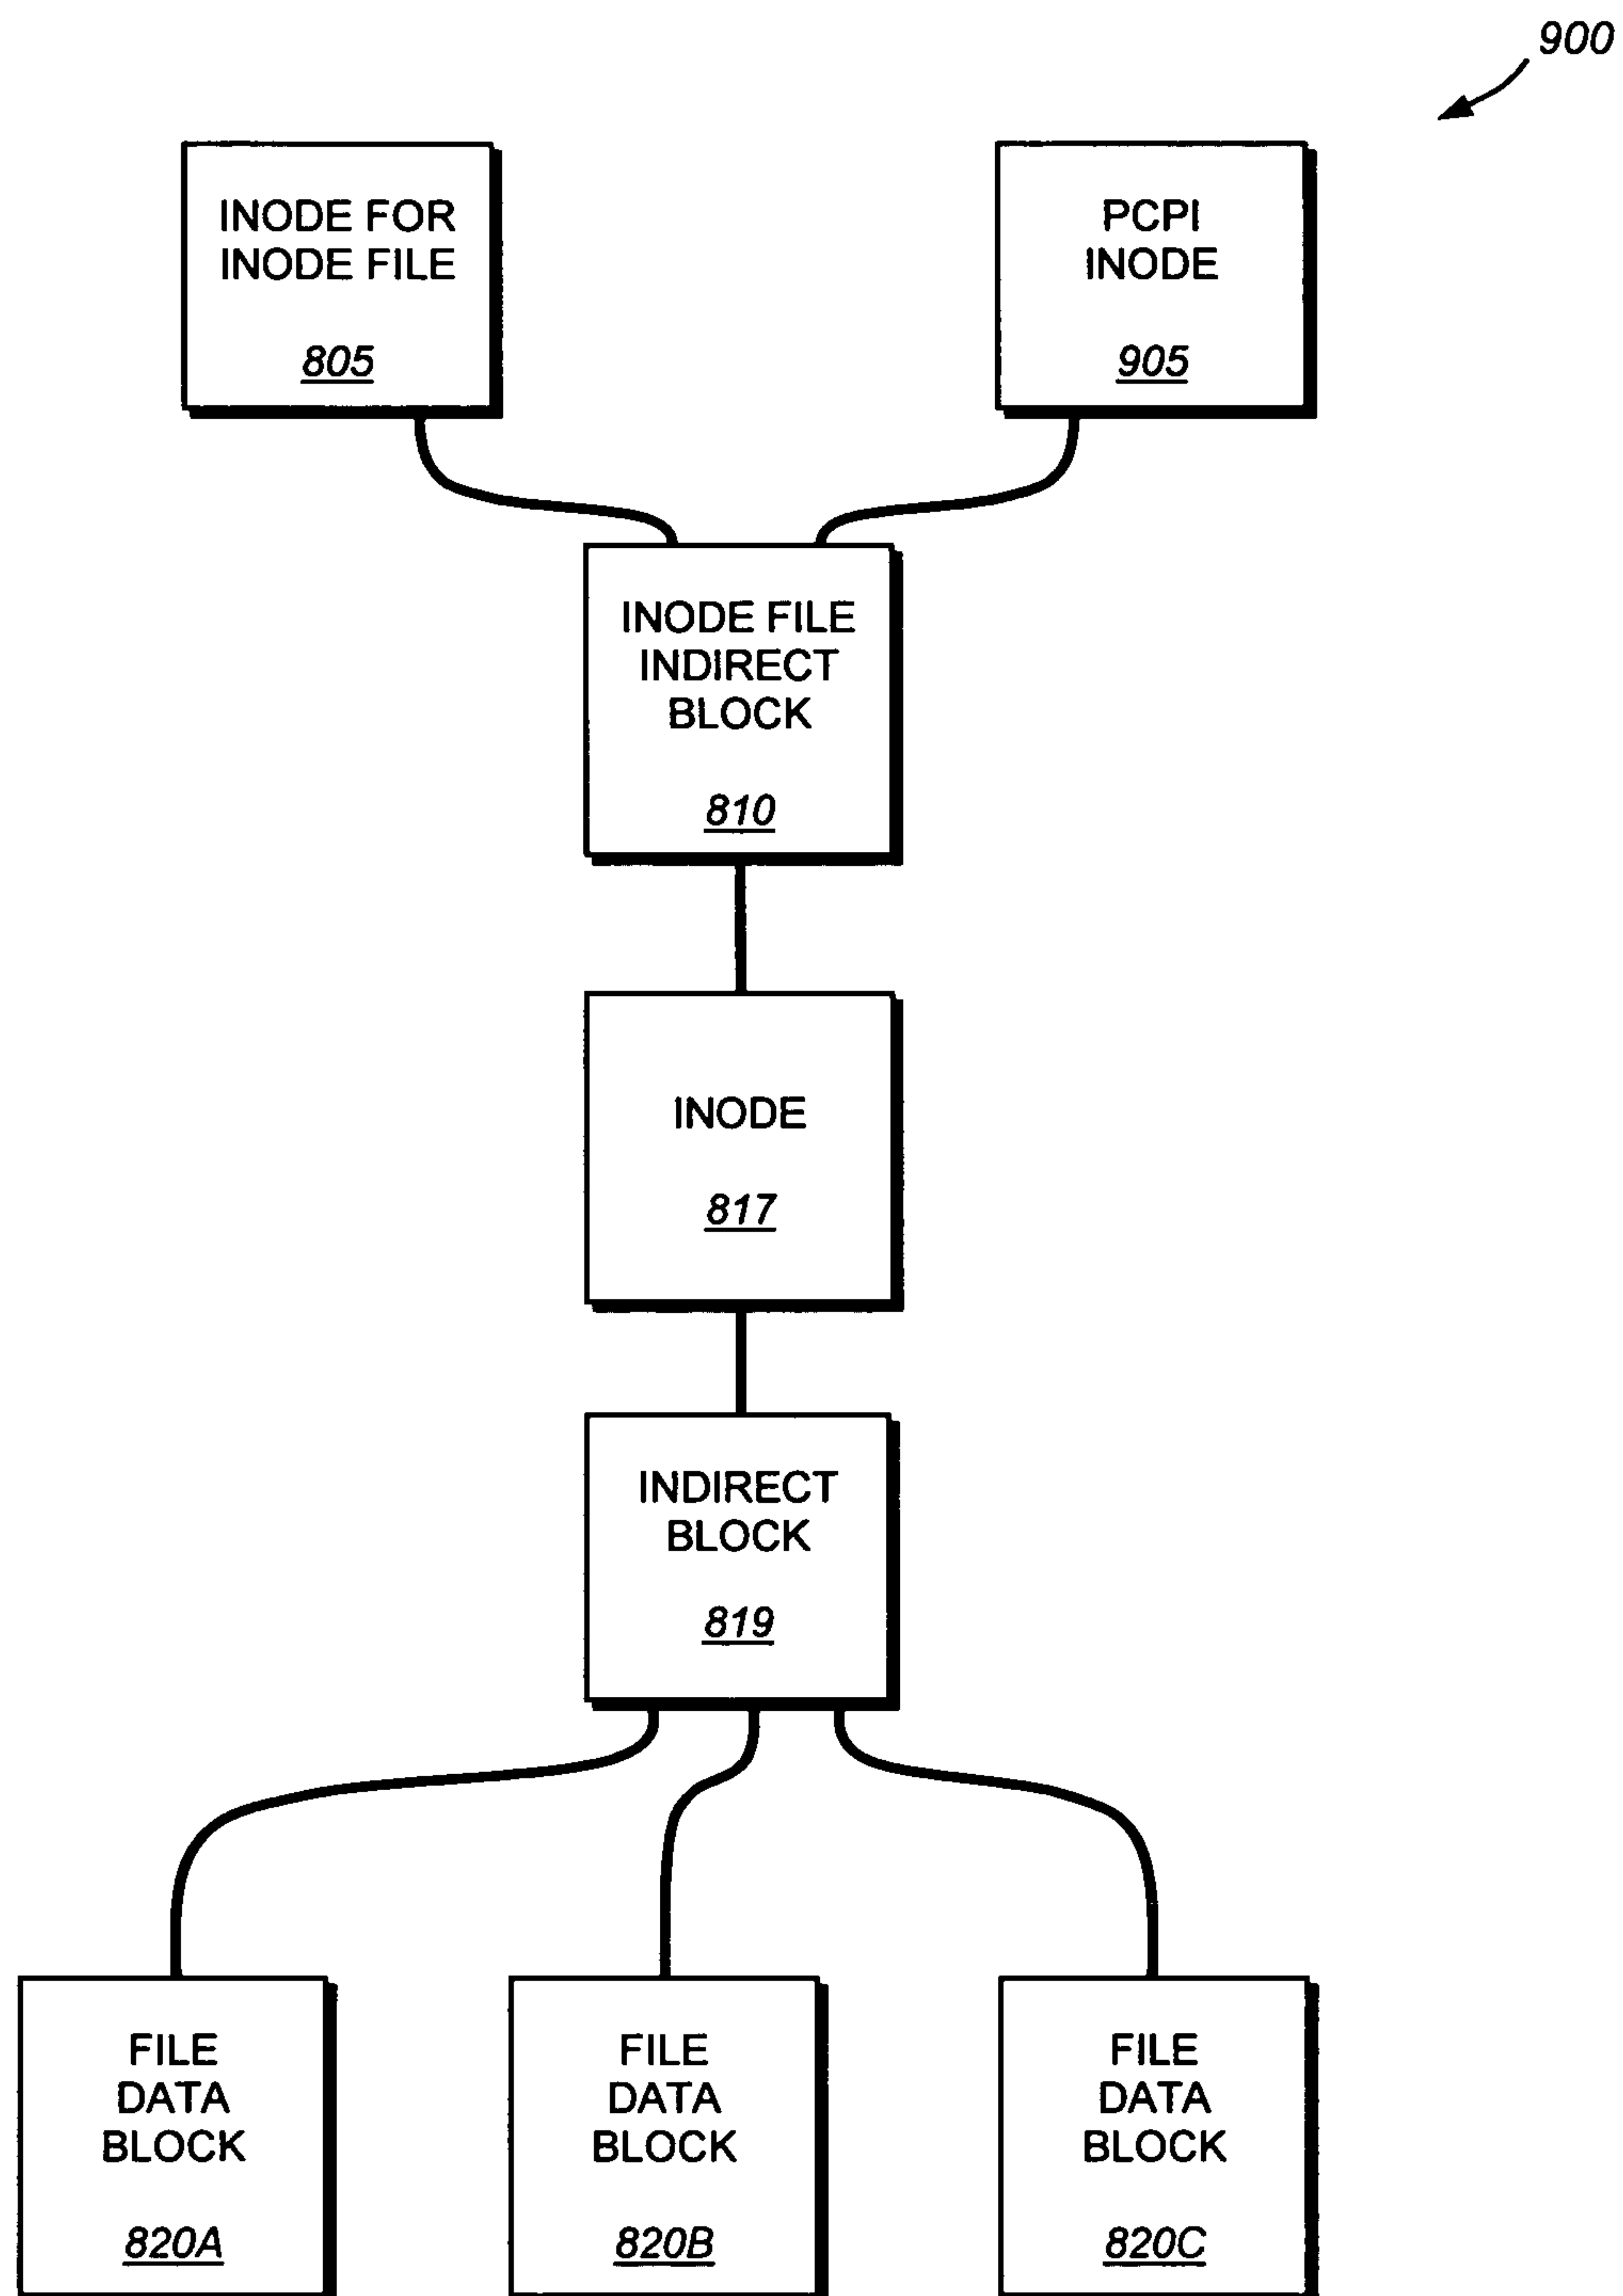 900
INODE FOR
INODE FILE
805
PCPI
INODE
905
INODE FILE
INDIRECT
BLOCK
810
INODE
817
INDIRECT
BLOCK
819
FILE
DATA
BLOCK
820A
FILE
DATA
BLOCK
820B
FILE
DATA
BLOCK
820C